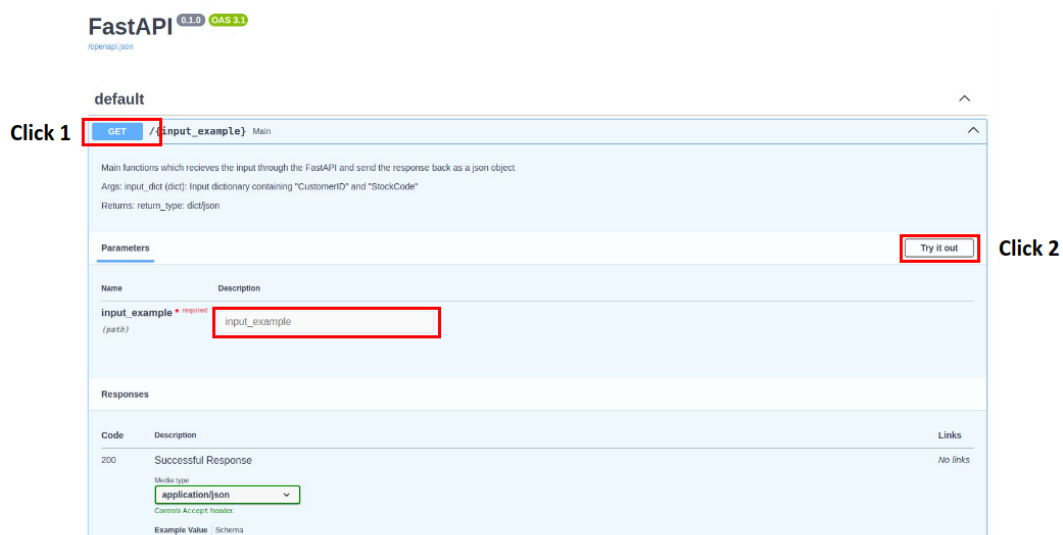 FastAPI 0.1.0 OAS 3.1
/openapi.json
default
Click 1
GET /{input_example} Main
Main functions which recieves the input through the FastAPI and send the response back as a json object
Args: input_dict (dict): Input dictionary containing "CustomerID" and "StockCode"
Returns: return_type: dict/json
Parameters
Try it out
Click 2
Name Description
input_example * required
(path)
input_example
Responses
Code Description Links
200 Successful Response No links
Media type
application/json
Controls Accept header.
Example Value Schema